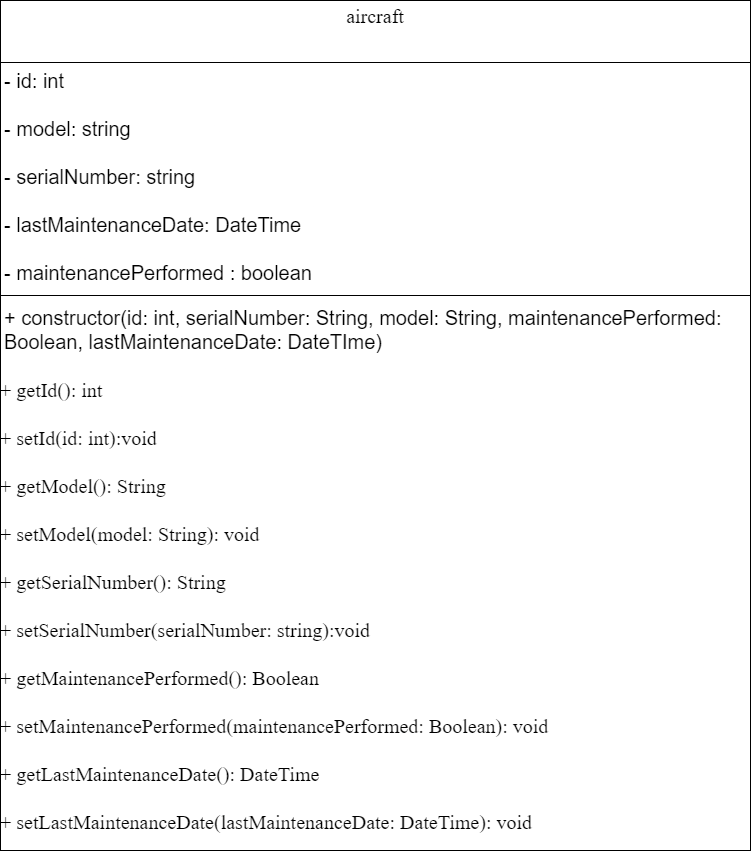 aircraft
- id: int
- model: string
- serialNumber: string
- lastMaintenanceDate: DateTime
- maintenancePerformed : boolean
+ constructor(id: int, serialNumber: String, model: String, maintenancePerformed:
Boolean, lastMaintenanceDate: DateTIme)
+ getId(): int
+ setId(id: int):void
+ getModel(): String
+ setModel(model: String): void
+ getSerialNumber(): String
+ setSerialNumber(serialNumber: string):void
+ getMaintenancePerformed(): Boolean
+ setMaintenancePerformed(maintenancePerformed: Boolean): void
+ getLastMaintenanceDate(): DateTime
+ setLastMaintenanceDate(lastMaintenanceDate: DateTime): void